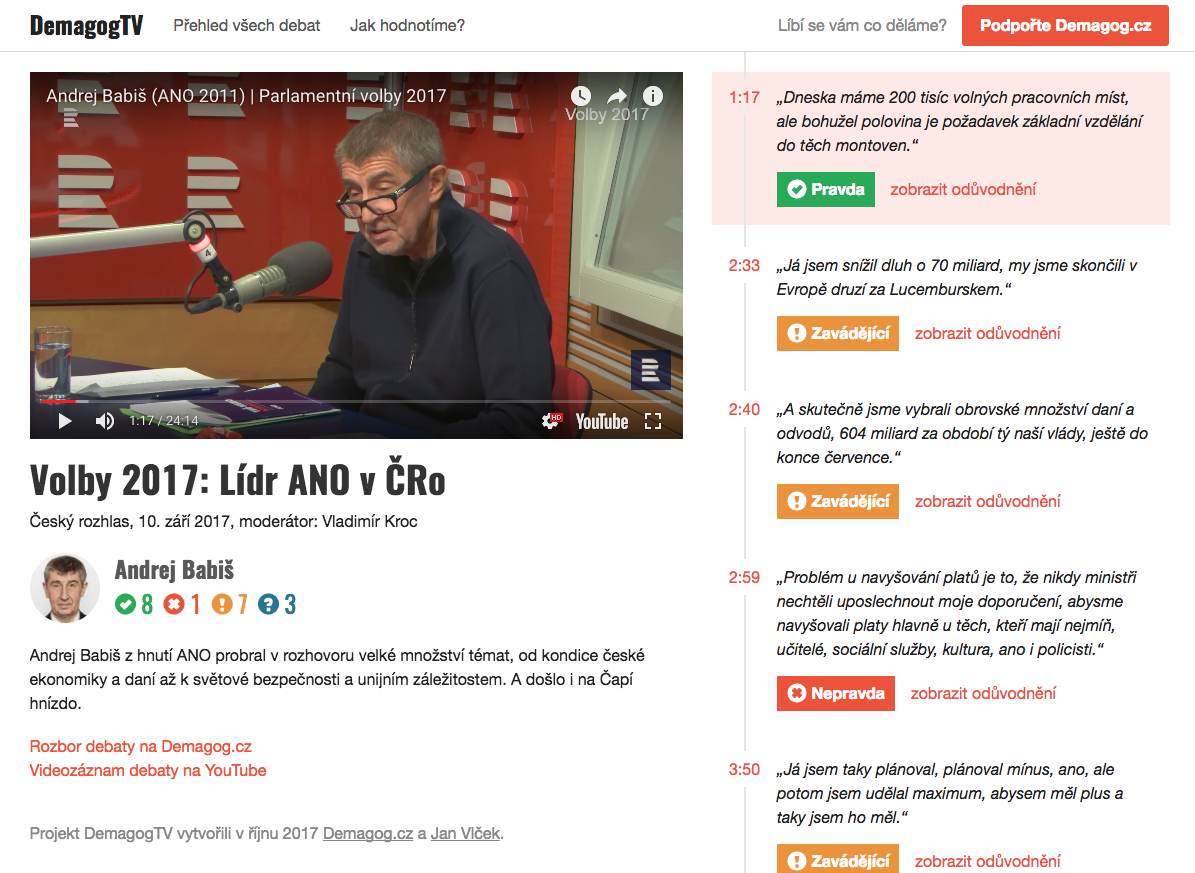 DemagogTV
Přehled všech debat
Jak hodnotíme?
Líbí se vám co děláme?
Podpořte Demagog.cz
Andrej Babiš (ANO 2011) | Parlamentní volby 2017
Volby 2017
4
1:17 / 24:14
HD
YouTube
Volby 2017: Lídr ANO v ČRo
Český rozhlas, 10. září 2017, moderátor: Vladimír Kroc
Andrej Babiš
8 1 7 3
Andrej Babiš z hnutí ANO probral v rozhovoru velké množství témat, od kondice české
ekonomiky a daní až k světové bezpečnosti a unijním záležitostem. A došlo i na Čapí
hnízdo.
Rozbor debaty na Demagog.cz
Videozáznam debaty na YouTube
Projekt DemagogTV vytvořili v říjnu 2017 Demagog.cz a Jan Vlček.
1:17
„Dneska máme 200 tisíc volných pracovních míst,
ale bohužel polovina je požadavek základní vzdělání
do těch montoven.“
Pravda
zobrazit odůvodnění
2:33
„Já jsem snížil dluh o 70 miliard, my jsme skončili v
Evropě druzí za Lucemburskem.“
Zavádějící
zobrazit odůvodnění
2:40
„A skutečně jsme vybrali obrovské množství daní a
odvodů, 604 miliard za období tý naší vlády, ještě do
konce července.“
Zavádějící
zobrazit odůvodnění
2:59
„Problém u navyšování platů je to, že nikdy ministři
nechtěli uposlechnout moje doporučení, abysme
navyšovali platy hlavně u těch, kteří mají nejmíň,
učitelé, sociální služby, kultura, ano i policisti.“
Nepravda
zobrazit odůvodnění
3:50
„Já jsem taky plánoval, plánoval mínus, ano, ale
potom jsem udělal maximum, abysem měl plus a
taky jsem ho měl.“
Zavádějící
zobrazit odůvodnění